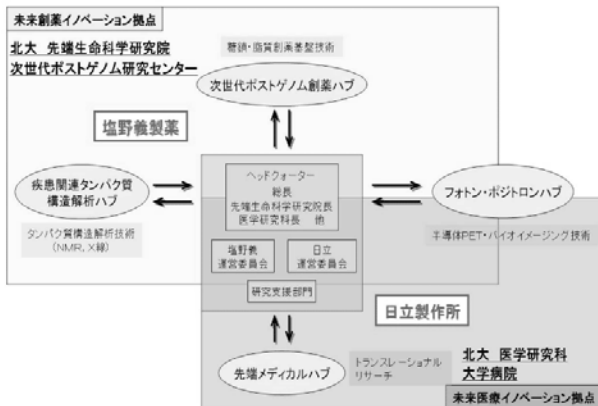 未来創薬イノベーション拠点
北大 先端生命科学研究院
次世代ポストゲノム研究センター
糖鎖・脂質創薬基盤技術
次世代ポストゲノム創薬ハブ
塩野義製薬
ヘッドクォーター
総長
先端生命科学研究院長
医学研究科長 他
疾患関連タンパク質
構造解析ハブ
フォトン・ポジトロンハブ
タンパク質構造解析技術
(NMR, X線)
半導体PET・バイオイメージング技術
塩野義
運営委員会
日立
運営委員会
研究支援部門
日立製作所
先端メディカルハブ
トランスレーショナル
リサーチ
北大 医学研究科
大学病院
未来医療イノベーション拠点